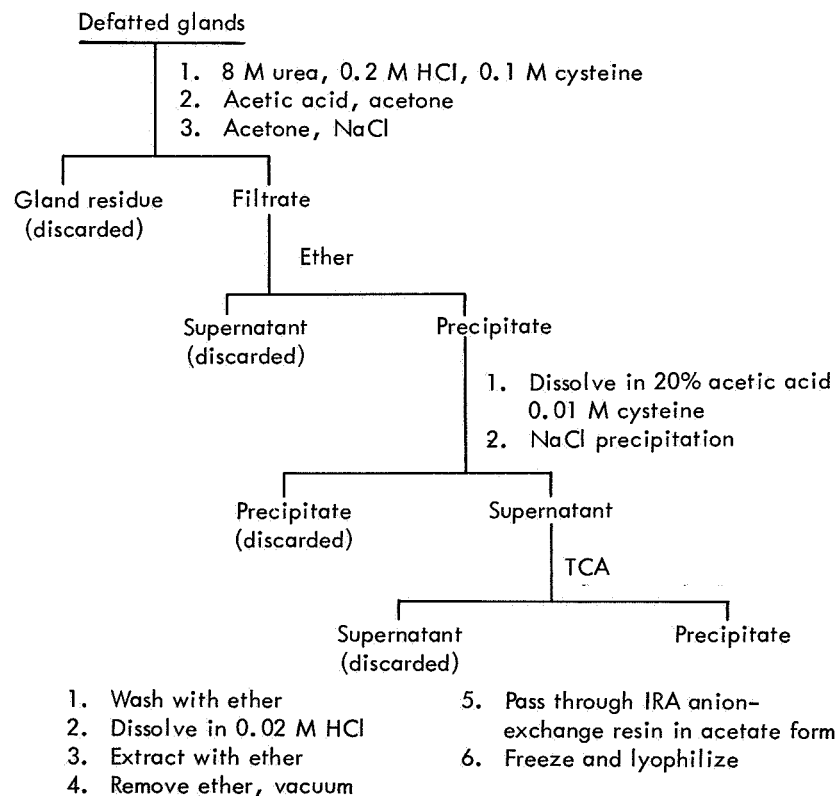 Defatted glands
1. 8 M urea, 0.2 M HCl, 0.1 M cysteine
2. Acetic acid, acetone
3. Acetone, NaCl
Gland residue
(discarded)
Filtrate
Ether
Supernatant
(discarded)
Precipitate
1. Dissolve in 20% acetic acid
0.01 M cysteine
2. NaCl precipitation
Precipitate
(discarded)
Supernatant
TCA
Supernatant
(discarded)
Precipitate
1. Wash with ether
2. Dissolve in 0.02 M HCl
3. Extract with ether
4. Remove ether, vacuum
5. Pass through IRA anion-
exchange resin in acetate form
6. Freeze and lyophilize